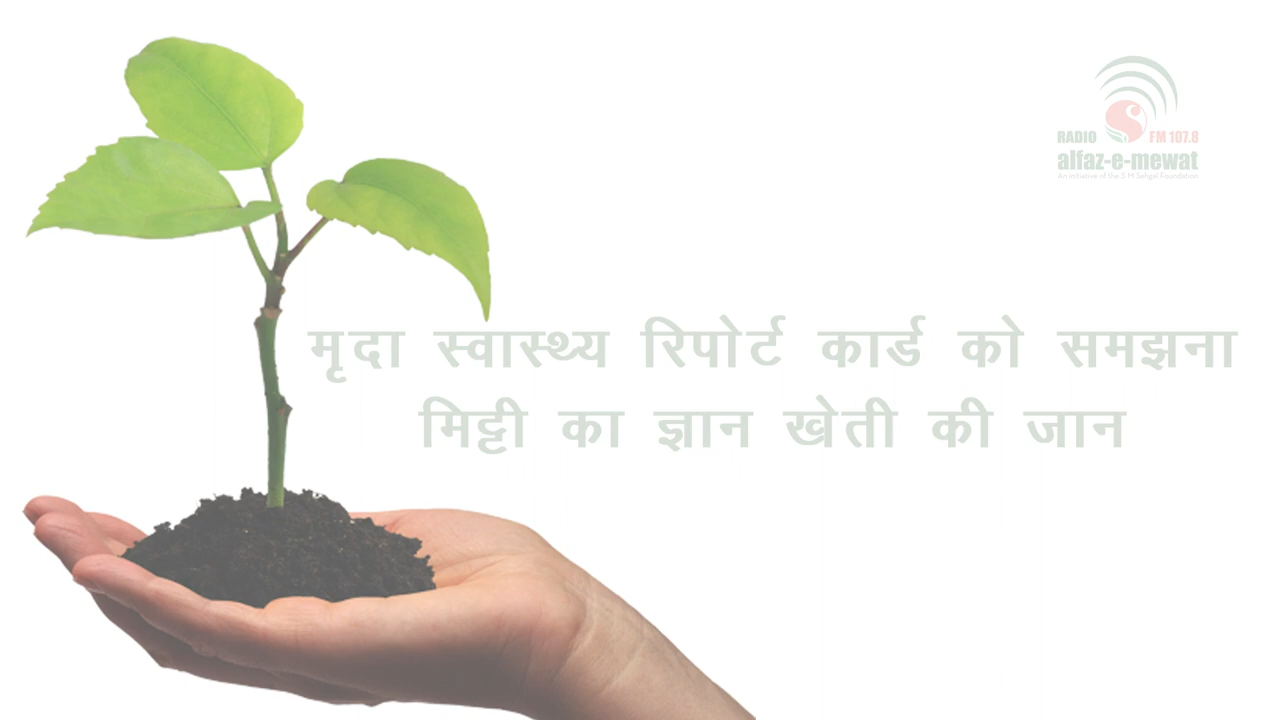 RADIO FM 107.8
alfaz-e-mewat
An initiative of the S M Sehgal Foundation
मृदा स्वास्थ्य रिपोर्ट कार्ड को समझना
मिट्टी का ज्ञान खेती की जान